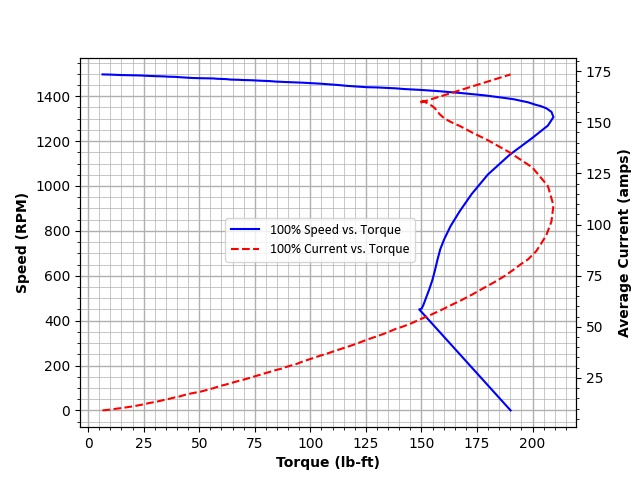 1400
1200
1000
800
600
400
200
0
Speed (RPM)
175
150
125
100
75
50
25
Average Current (amps)
100% Speed vs. Torque
100% Current vs. Torque
0 25 50 75 100 125 150 175 200
Torque (lb-ft)